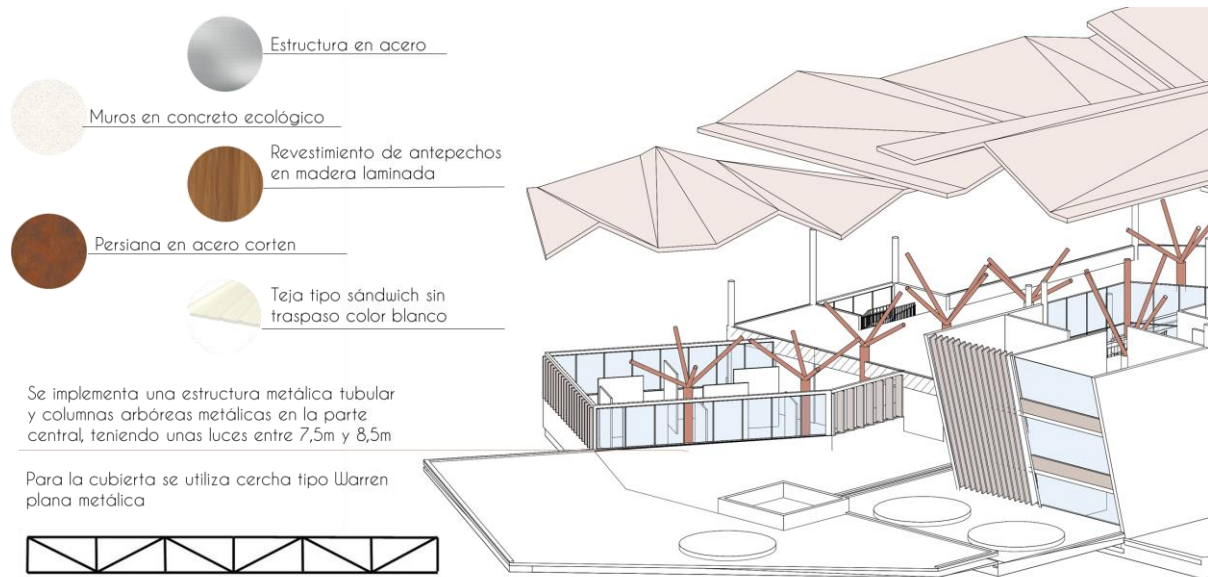 Estructura en acero
Muros en concreto ecológico
Revestimiento de antepechos
en madera laminada
Persiana en acero corten
Teja tipo sándwich sin
traspaso color blanco
Se implementa una estructura metálica tubular
y columnas arbóreas metálicas en la parte
central, teniendo unas luces entre 7,5m y 8,5m
Para la cubierta se utiliza cercha tipo Warren
plana metálica